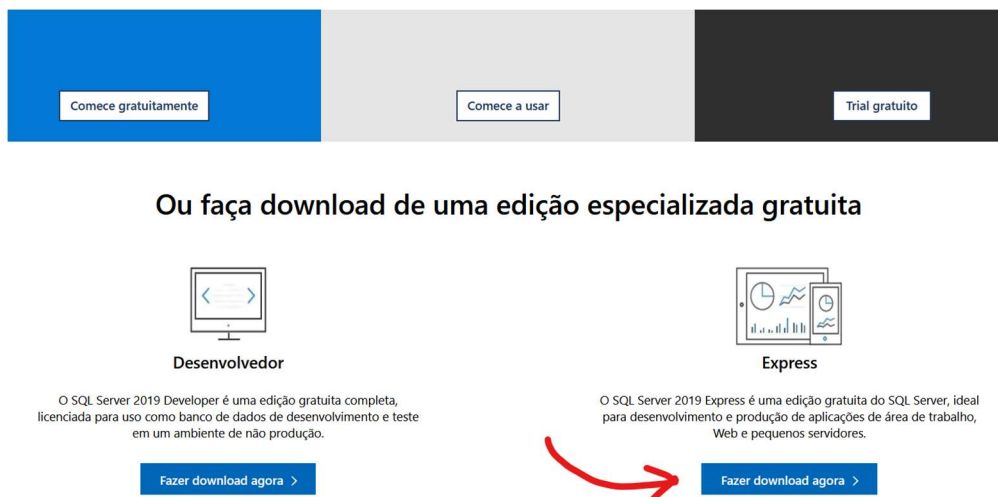 Comece gratuitamente
Comece a usar
Trial gratuito
Ou faça download de uma edição especializada gratuita
Desenvolvedor
O SQL Server 2019 Developer é uma edição gratuita completa,
licenciada para uso como banco de dados de desenvolvimento e teste
em um ambiente de não produção.
Fazer download agora >
Express
O SQL Server 2019 Express é uma edição gratuita do SQL Server, ideal
para desenvolvimento e produção de aplicações de área de trabalho,
Web e pequenos servidores.
Fazer download agora >